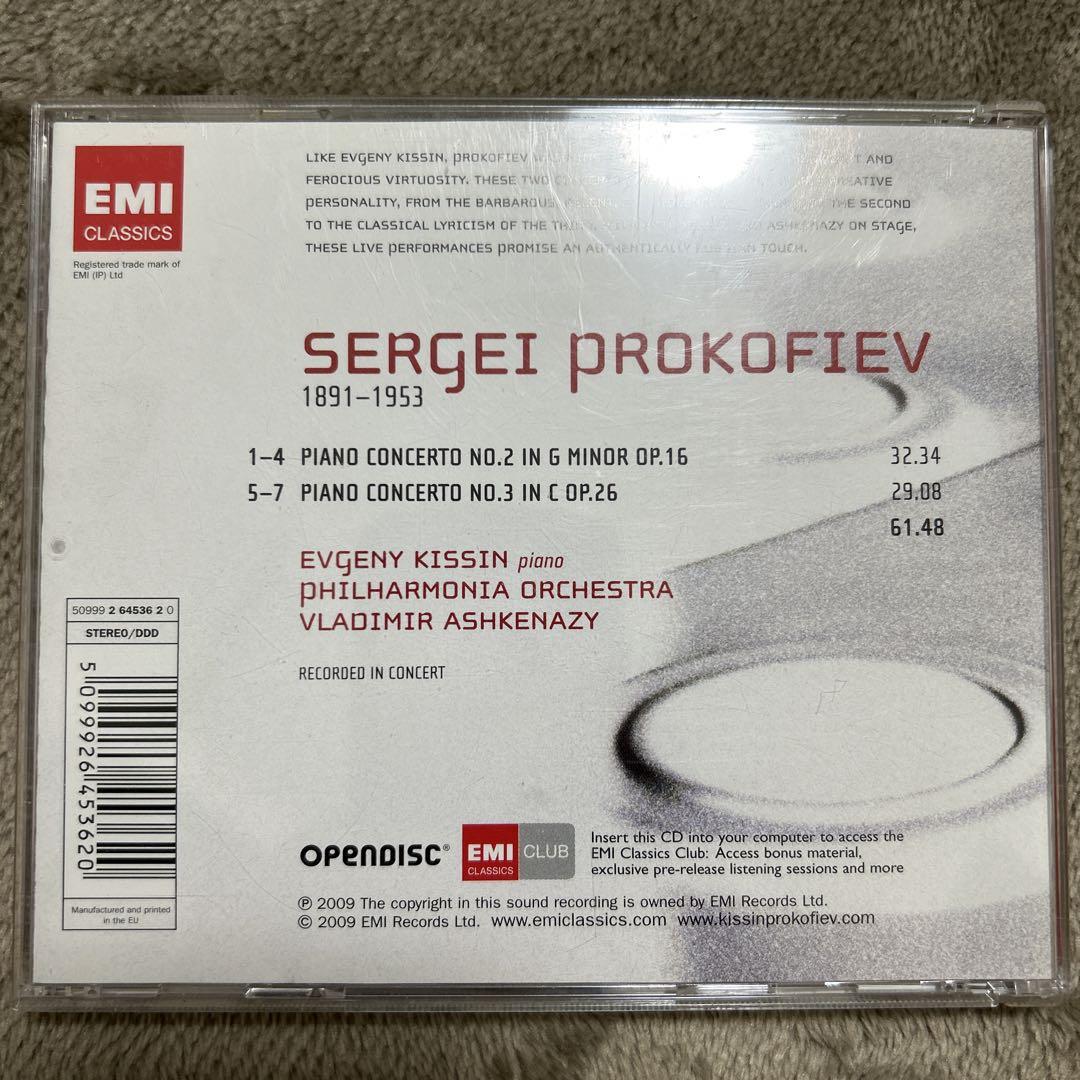 EMI
CLASSICS
Registered trade mark of
EMI (IP) Ltd
LIKE EVGENY KISSIN, PROKOFIEV AND
FEROCIOUS VIRTUOSITY. THESE TWO
PERSONALITY, FROM THE BARBAROUS THE SECOND
TO THE CLASSICAL LYRICISM OF THE ASHKENAZY ON STAGE,
THESE LIVE PERFORMANCES PROMISE AN AUTHENTICALLY RUSSIAN TOUCH.
SERGEI PROKOFIEV
1891–1953
1–4 PIANO CONCERTO NO.2 IN G MINOR OP.16 32.34
5–7 PIANO CONCERTO NO.3 IN C OP.26 29.08
61.48
EVGENY KISSIN piano
PHILHARMONIA ORCHESTRA
VLADIMIR ASHKENAZY
RECORDED IN CONCERT
50999 2 64536 2 0
STEREO/DDD
5 099926 453620
Manufactured and printed
in the EU
OPENDISC®
EMI
CLASSICS
CLUB
Insert this CD into your computer to access the
EMI Classics Club: Access bonus material,
exclusive pre-release listening sessions and more
℗ 2009 The copyright in this sound recording is owned by EMI Records Ltd.
© 2009 EMI Records Ltd. www.emiclassics.com www.kissinprokofiev.com